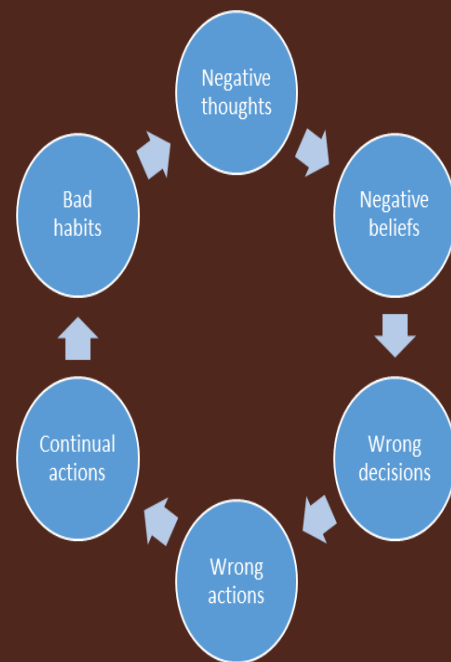 Negative
thoughts
Negative
beliefs
Wrong
decisions
Wrong
actions
Continual
actions
Bad
habits